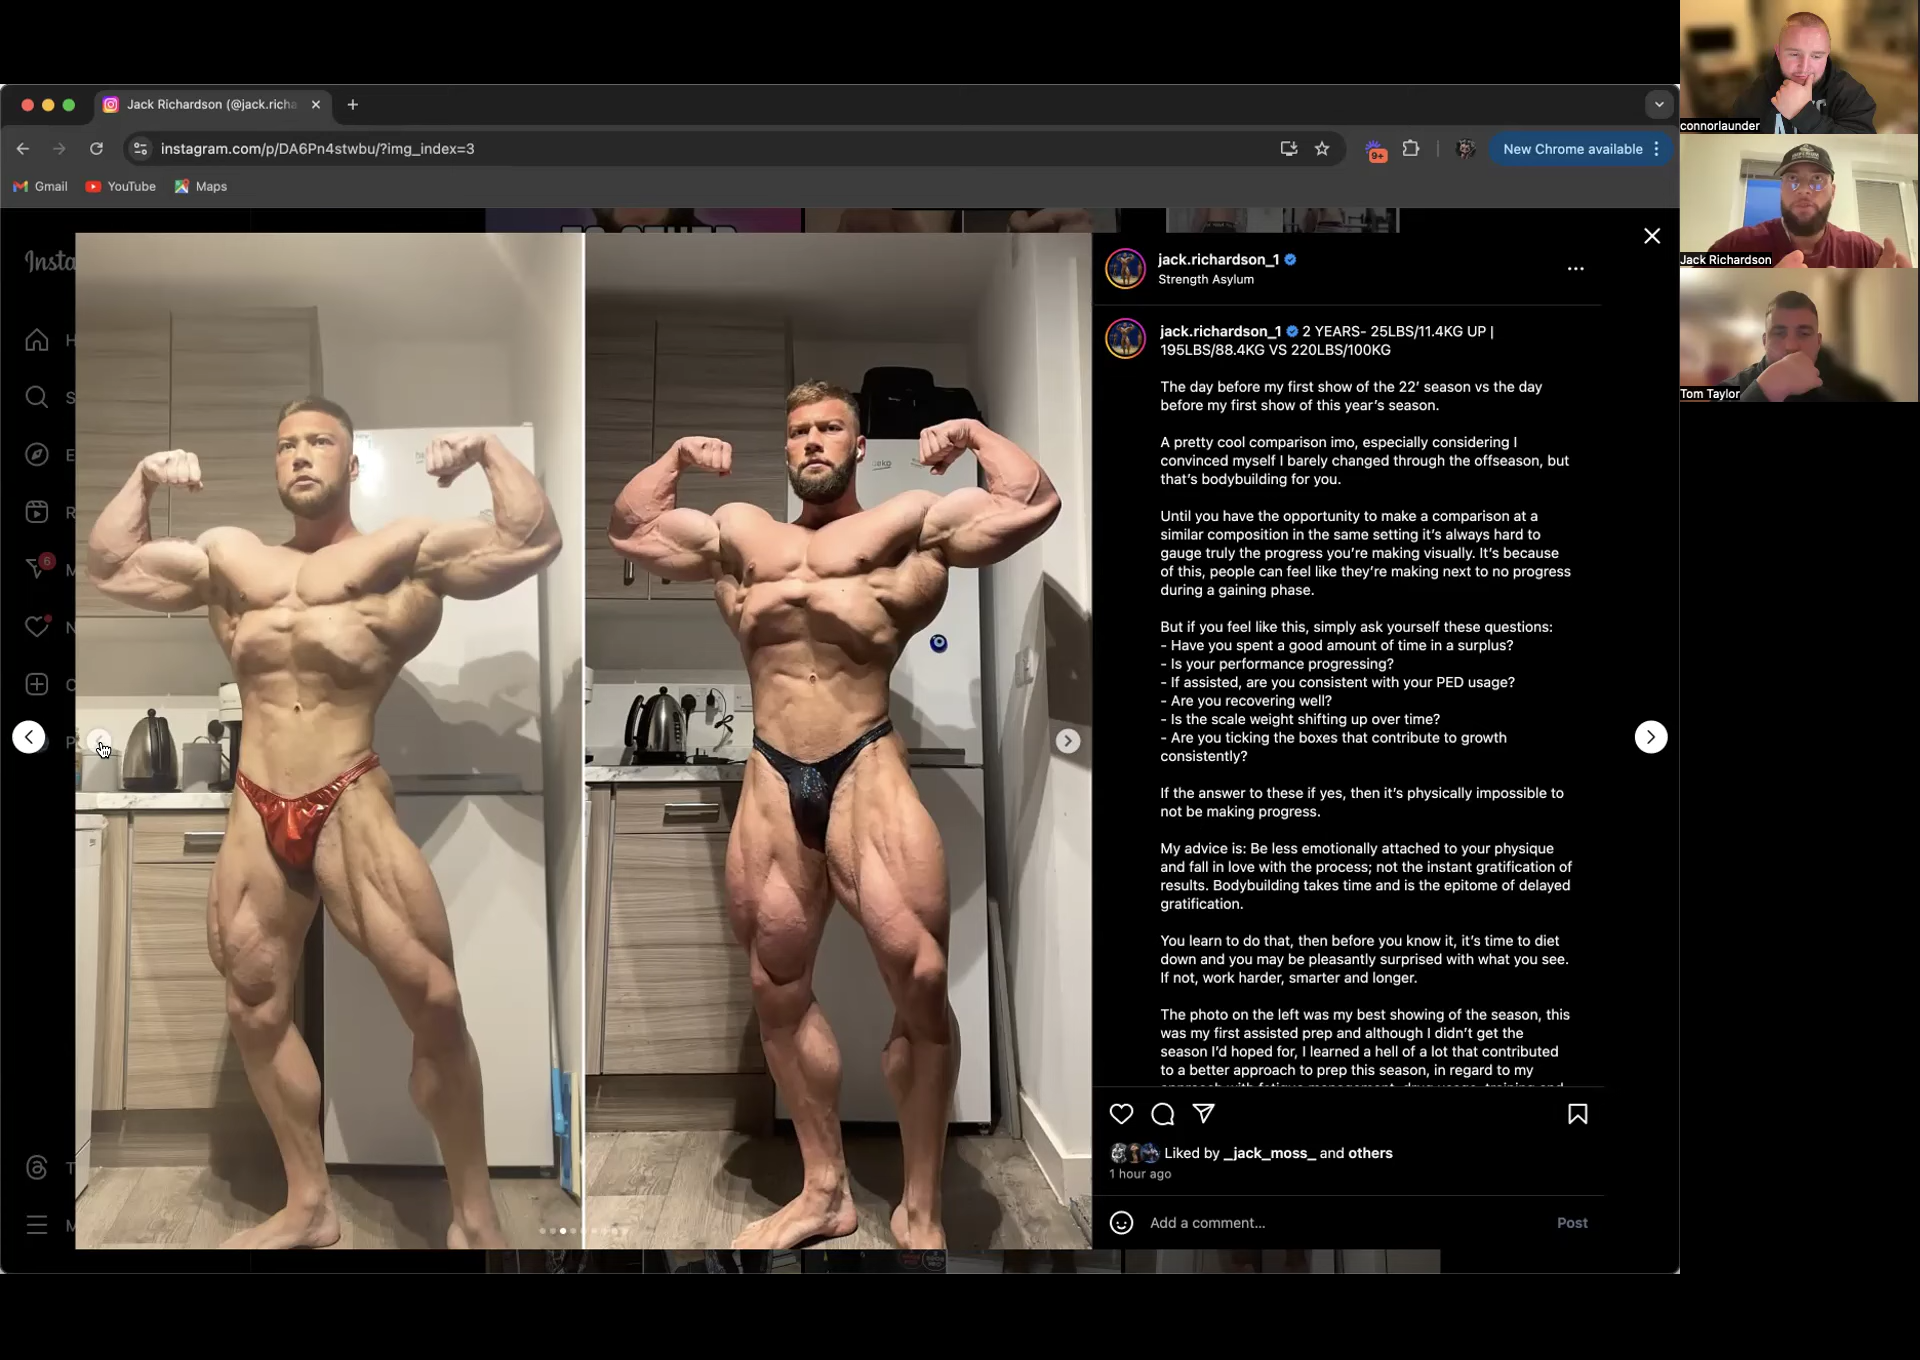 Jack Richardson (@jack.richa
instagram.com/p/DA6Pn4stwbu/?img_index=3
9+
New Chrome available
Gmail
YouTube
Maps
connorlaunder
Jack Richardson
Tom Taylor
Insta
H
S
E
R
6
M
N
C
P
T
M
beko
jack.richardson_1
Strength Asylum
jack.richardson_1 2 YEARS- 25LBS/11.4KG UP |
195LBS/88.4KG VS 220LBS/100KG
The day before my first show of the 22’ season vs the day
before my first show of this year’s season.
A pretty cool comparison imo, especially considering I
convinced myself I barely changed through the offseason, but
that’s bodybuilding for you.
Until you have the opportunity to make a comparison at a
similar composition in the same setting it’s always hard to
gauge truly the progress you’re making visually. It’s because
of this, people can feel like they’re making next to no progress
during a gaining phase.
But if you feel like this, simply ask yourself these questions:
- Have you spent a good amount of time in a surplus?
- Is your performance progressing?
- If assisted, are you consistent with your PED usage?
- Are you recovering well?
- Is the scale weight shifting up over time?
- Are you ticking the boxes that contribute to growth
consistently?
If the answer to these if yes, then it’s physically impossible to
not be making progress.
My advice is: Be less emotionally attached to your physique
and fall in love with the process; not the instant gratification of
results. Bodybuilding takes time and is the epitome of delayed
gratification.
You learn to do that, then before you know it, it’s time to diet
down and you may be pleasantly surprised with what you see.
If not, work harder, smarter and longer.
The photo on the left was my best showing of the season, this
was my first assisted prep and although I didn’t get the
season I’d hoped for, I learned a hell of a lot that contributed
to a better approach to prep this season, in regard to my
approach with fatigue management, drug usage, training and
Liked by _jack_moss_ and others
1 hour ago
Add a comment...
Post